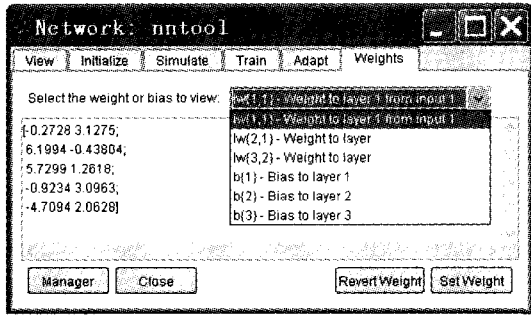 Network: nntool
View Initialize Simulate Train Adapt Weights
Select the weight or bias to view: iw{1,1} - Weight to layer 1 from input 1
iw{1,1} - Weight to layer 1 from input 1
lw{2,1} - Weight to layer
lw{3,2} - Weight to layer
b{1} - Bias to layer 1
b{2} - Bias to layer 2
b{3} - Bias to layer 3
[-0.2728 3.1275;
6.1994 -0.43804;
5.7299 1.2618;
-0.9234 3.0963;
-4.7094 2.0628]
Manager Close Revert Weight Set Weight